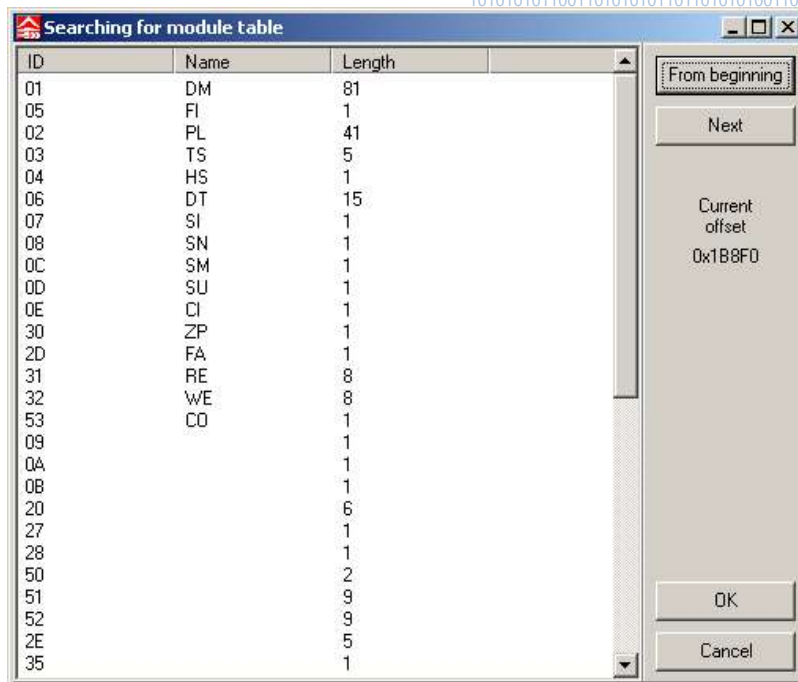 Searching for module table
ID Name Length
01 DM 81
05 FI 1
02 PL 41
03 TS 5
04 HS 1
06 DT 15
07 SI 1
08 SN 1
0C SM 1
0D SU 1
0E CI 1
30 ZP 1
2D FA 1
31 RE 8
32 WE 8
53 CO 1
09 1
0A 1
0B 1
20 6
27 1
28 1
50 2
51 9
52 9
2E 5
35 1
From beginning
Next
Current
offset
0x1B8F0
OK
Cancel